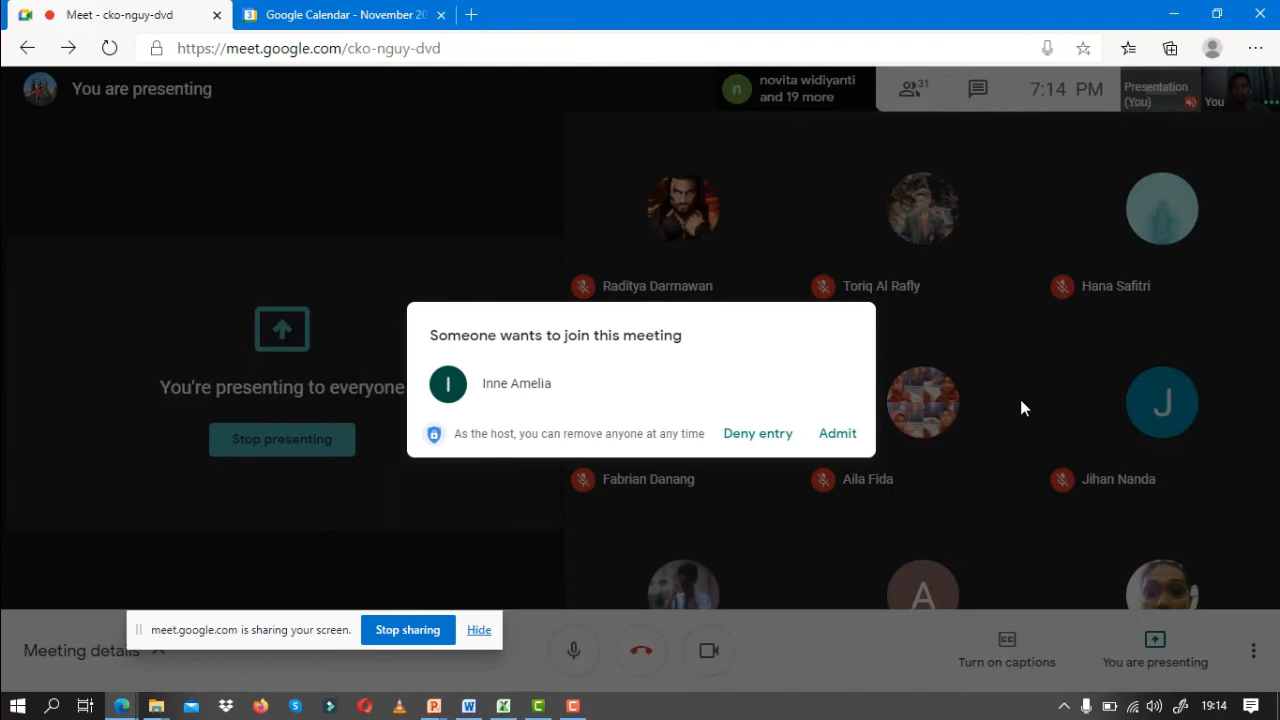 Meet - cko-nguy-dvd
Google Calendar - November 20
https://meet.google.com/cko-nguy-dvd
You are presenting
n
novita widiyanti
and 19 more
31
7:14 PM
Presentation
(You)
You
Raditya Darmawan
Toriq Al Rafly
Hana Safitri
Someone wants to join this meeting
I
Inne Amelia
As the host, you can remove anyone at any time
Deny entry
Admit
You're presenting to everyone
Stop presenting
J
Fabrian Danang
Aila Fida
Jihan Nanda
A
meet.google.com is sharing your screen.
Stop sharing
Hide
Meeting details
Turn on captions
You are presenting
19:14